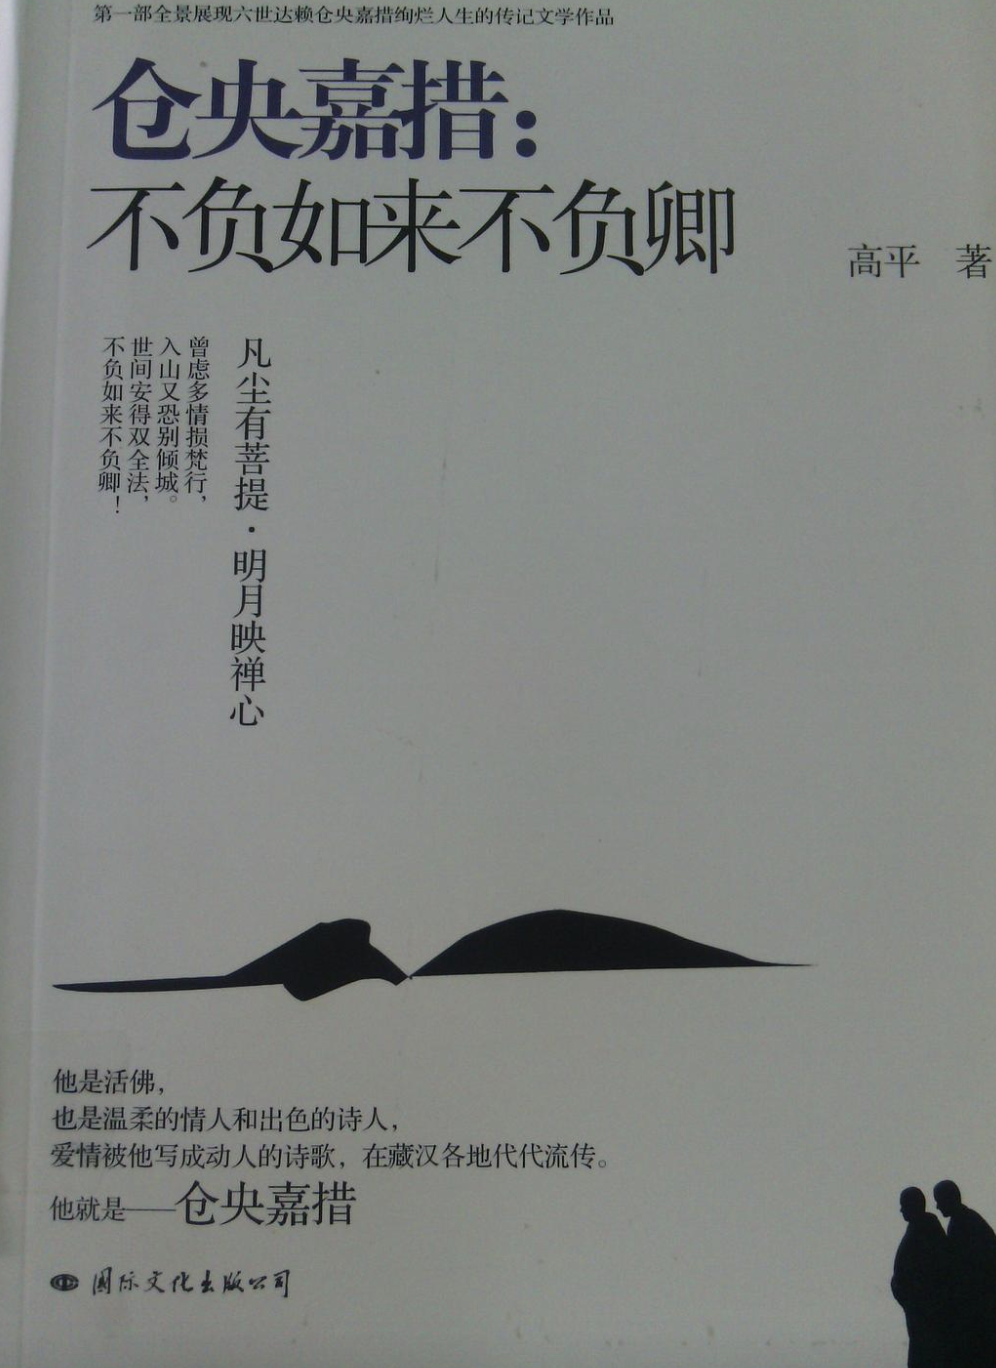 第一部全景展现六世达赖仓央嘉措绚烂人生的传记文学作品
仓央嘉措：
不负如来不负卿
高平 著
凡尘有菩提·明月映禅心
曾虑多情损梵行，
入山又恐别倾城。
世间安得双全法，
不负如来不负卿！
他是活佛，
也是温柔的情人和出色的诗人，
爱情被他写成动人的诗歌，在藏汉各地代代流传。
他就是——仓央嘉措
国际文化出版公司